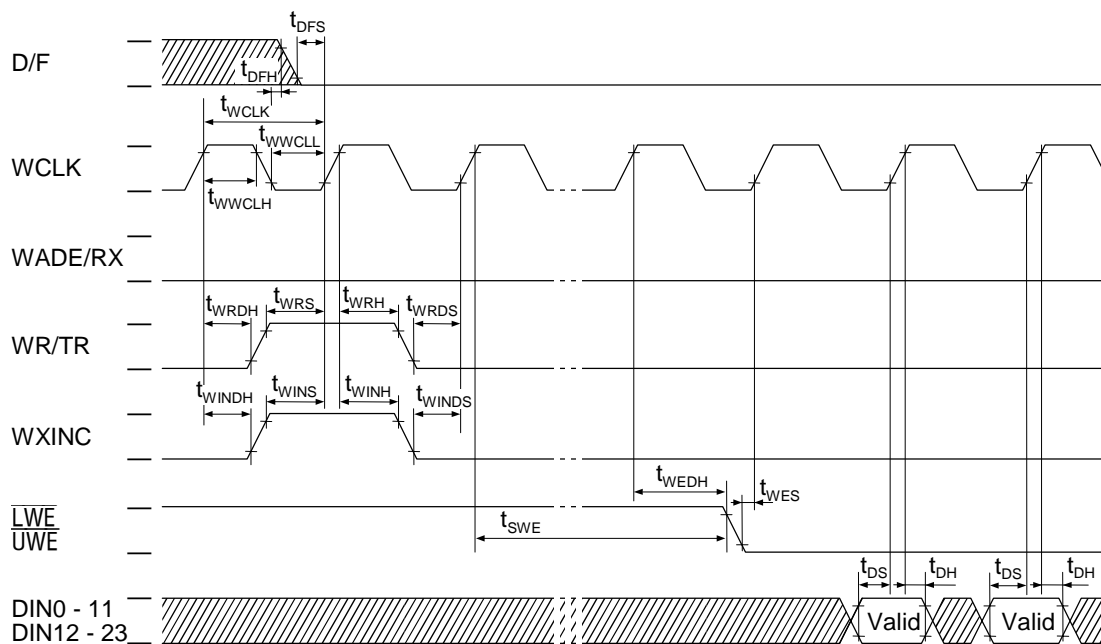 tDFS
D/F
tDFH
tWCLK
tWWCLL
WCLK
tWWCLH
WADE/RX
tWRDH
tWRS
tWRH
tWRDS
WR/TR
tWINDH
tWINS
tWINH
tWINDS
WXINC
tWEDH
tWES
LWE
UWE
tSWE
tDS
tDH
tDS
tDH
DIN0 - 11
DIN12 - 23
Valid
Valid